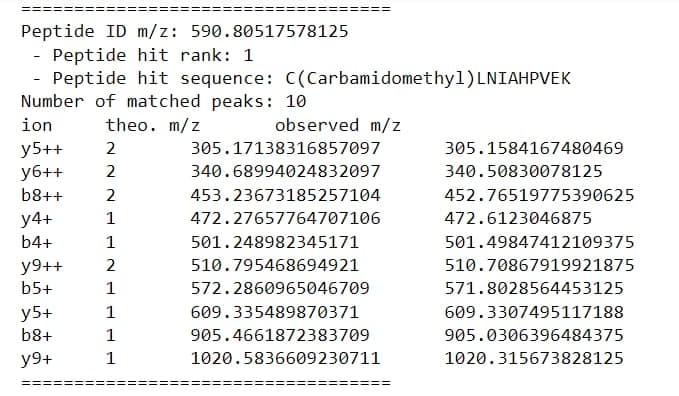 ==================================
Peptide ID m/z: 590.80517578125
- Peptide hit rank: 1
- Peptide hit sequence: C(Carbamidomethyl)LNIAHPVEK
Number of matched peaks: 10
ion theo. m/z observed m/z
y5++ 2 305.17138316857097 305.1584167480469
y6++ 2 340.68994024832097 340.50830078125
b8++ 2 453.23673185257104 452.76519775390625
y4+ 1 472.27657764707106 472.6123046875
b4+ 1 501.248982345171 501.49847412109375
y9++ 2 510.795468694921 510.70867919921875
b5+ 1 572.2860965046709 571.8028564453125
y5+ 1 609.335489870371 609.3307495117188
b8+ 1 905.4661872383709 905.0306396484375
y9+ 1 1020.5836609230711 1020.315673828125
==================================